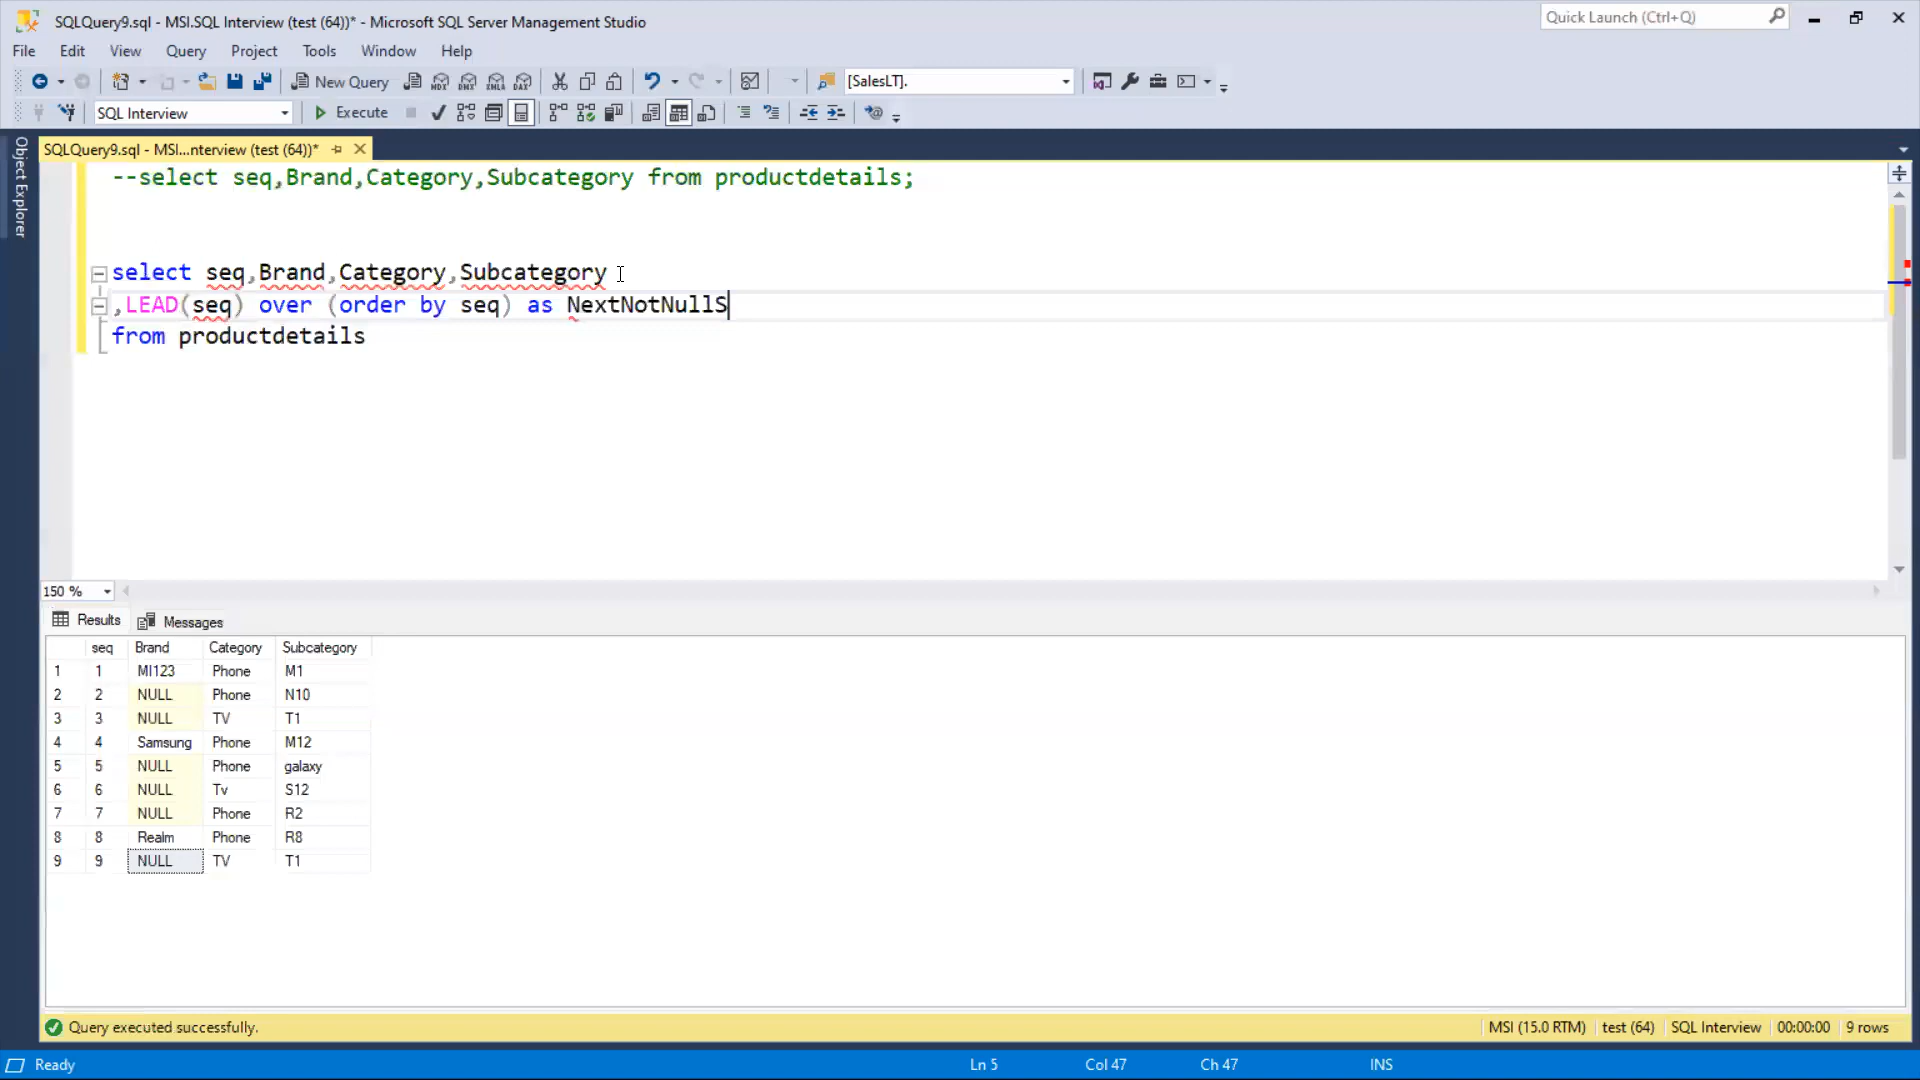 SQLQuery9.sql - MSI.SQL Interview (test (64))* - Microsoft SQL Server Management Studio
Quick Launch (Ctrl+Q)
File Edit View Query Project Tools Window Help
New Query MDX DMX XMLA DAX [SalesLT].
SQL Interview Execute
Object Explorer
SQLQuery9.sql - MSI...nterview (test (64))*
--select seq,Brand,Category,Subcategory from productdetails;
select seq,Brand,Category,Subcategory
,LEAD(seq) over (order by seq) as NextNotNullS
from productdetails
150 %
Results Messages
seq Brand Category Subcategory
1 1 MI123 Phone M1
2 2 NULL Phone N10
3 3 NULL TV T1
4 4 Samsung Phone M12
5 5 NULL Phone galaxy
6 6 NULL Tv S12
7 7 NULL Phone R2
8 8 Realm Phone R8
9 9 NULL TV T1
Query executed successfully. MSI (15.0 RTM) test (64) SQL Interview 00:00:00 9 rows
Ready Ln 5 Col 47 Ch 47 INS